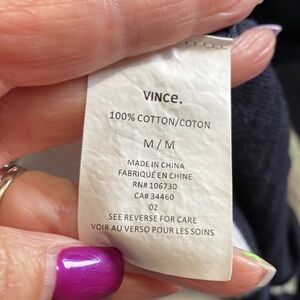 VINCe.
100% COTTON/COTON
M / M
MADE IN CHINA
FABRIQUÉ EN CHINE
RN# 106730
CA# 34460
02
SEE REVERSE FOR CARE
VOIR AU VERSO POUR LES SOINS